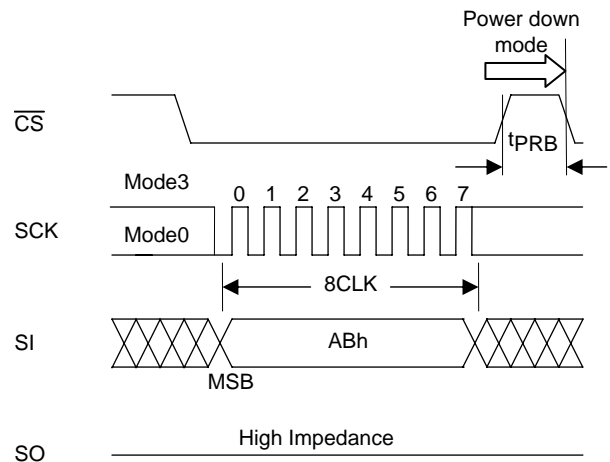 Power down
mode
CS
tPRB
Mode3
0 1 2 3 4 5 6 7
SCK
Mode0
8CLK
SI
ABh
MSB
High Impedance
SO